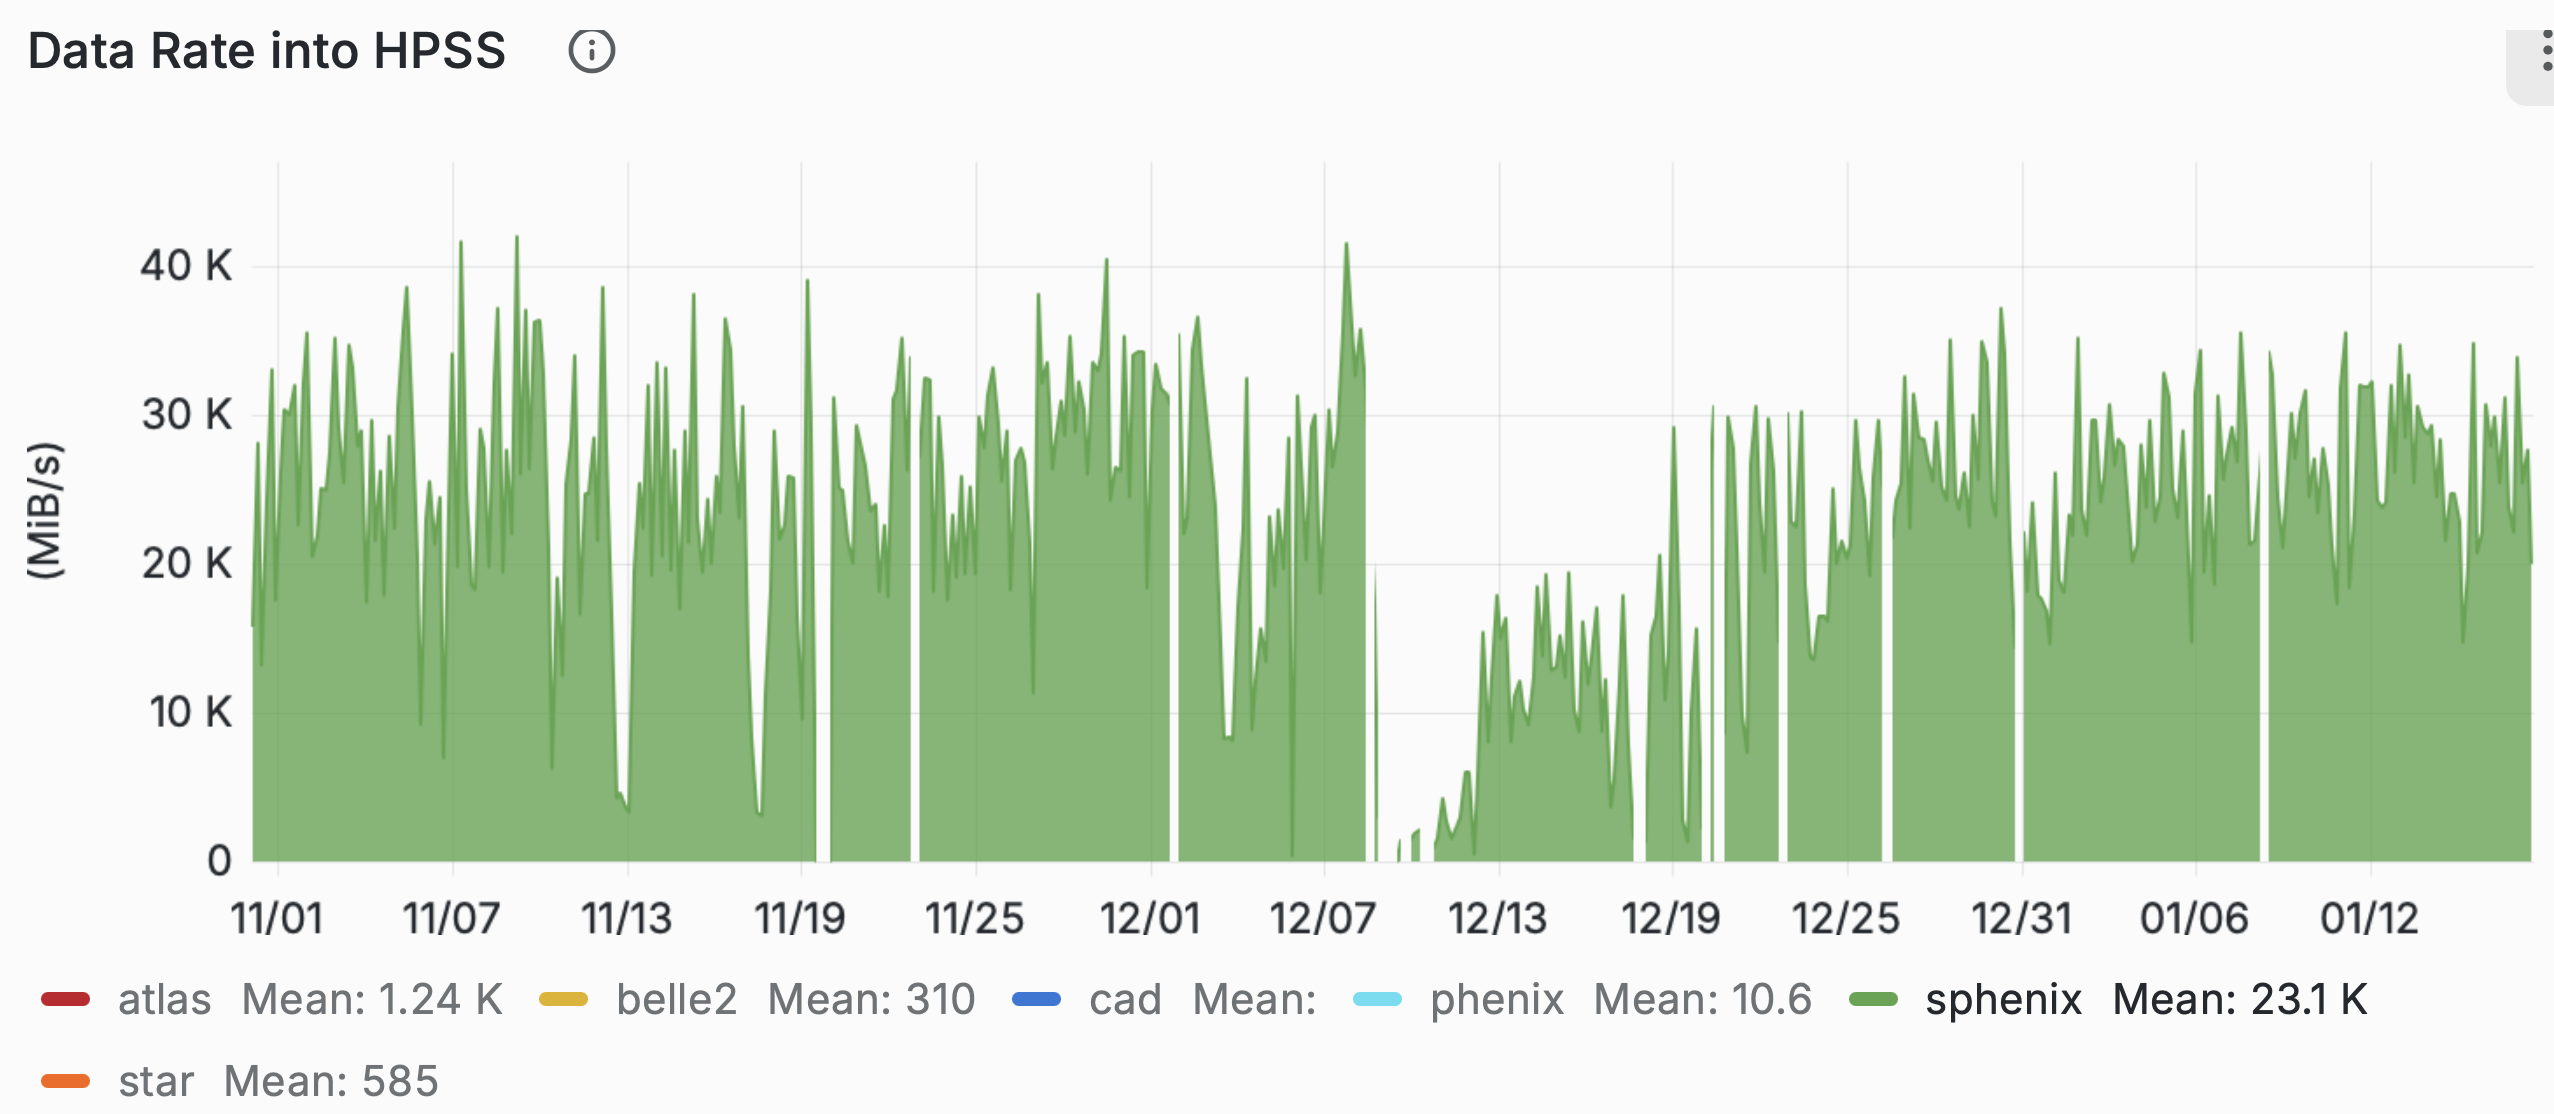 Data Rate into HPSS
(MiB/s)
40 K
30 K
20 K
10 K
0
11/01 11/07 11/13 11/19 11/25 12/01 12/07 12/13 12/19 12/25 12/31 01/06 01/12
atlas Mean: 1.24 K belle2 Mean: 310 cad Mean: phenix Mean: 10.6 sphenix Mean: 23.1 K
star Mean: 585